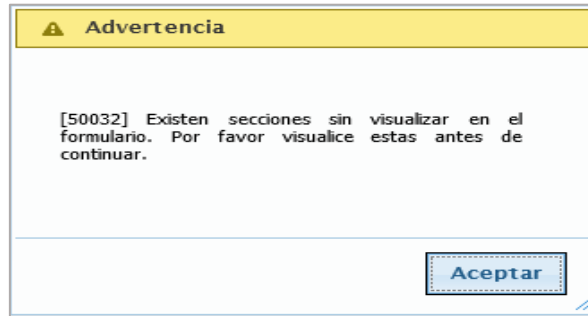 Advertencia
[50032] Existen secciones sin visualizar en el
formulario. Por favor visualice estas antes de
continuar.
Aceptar